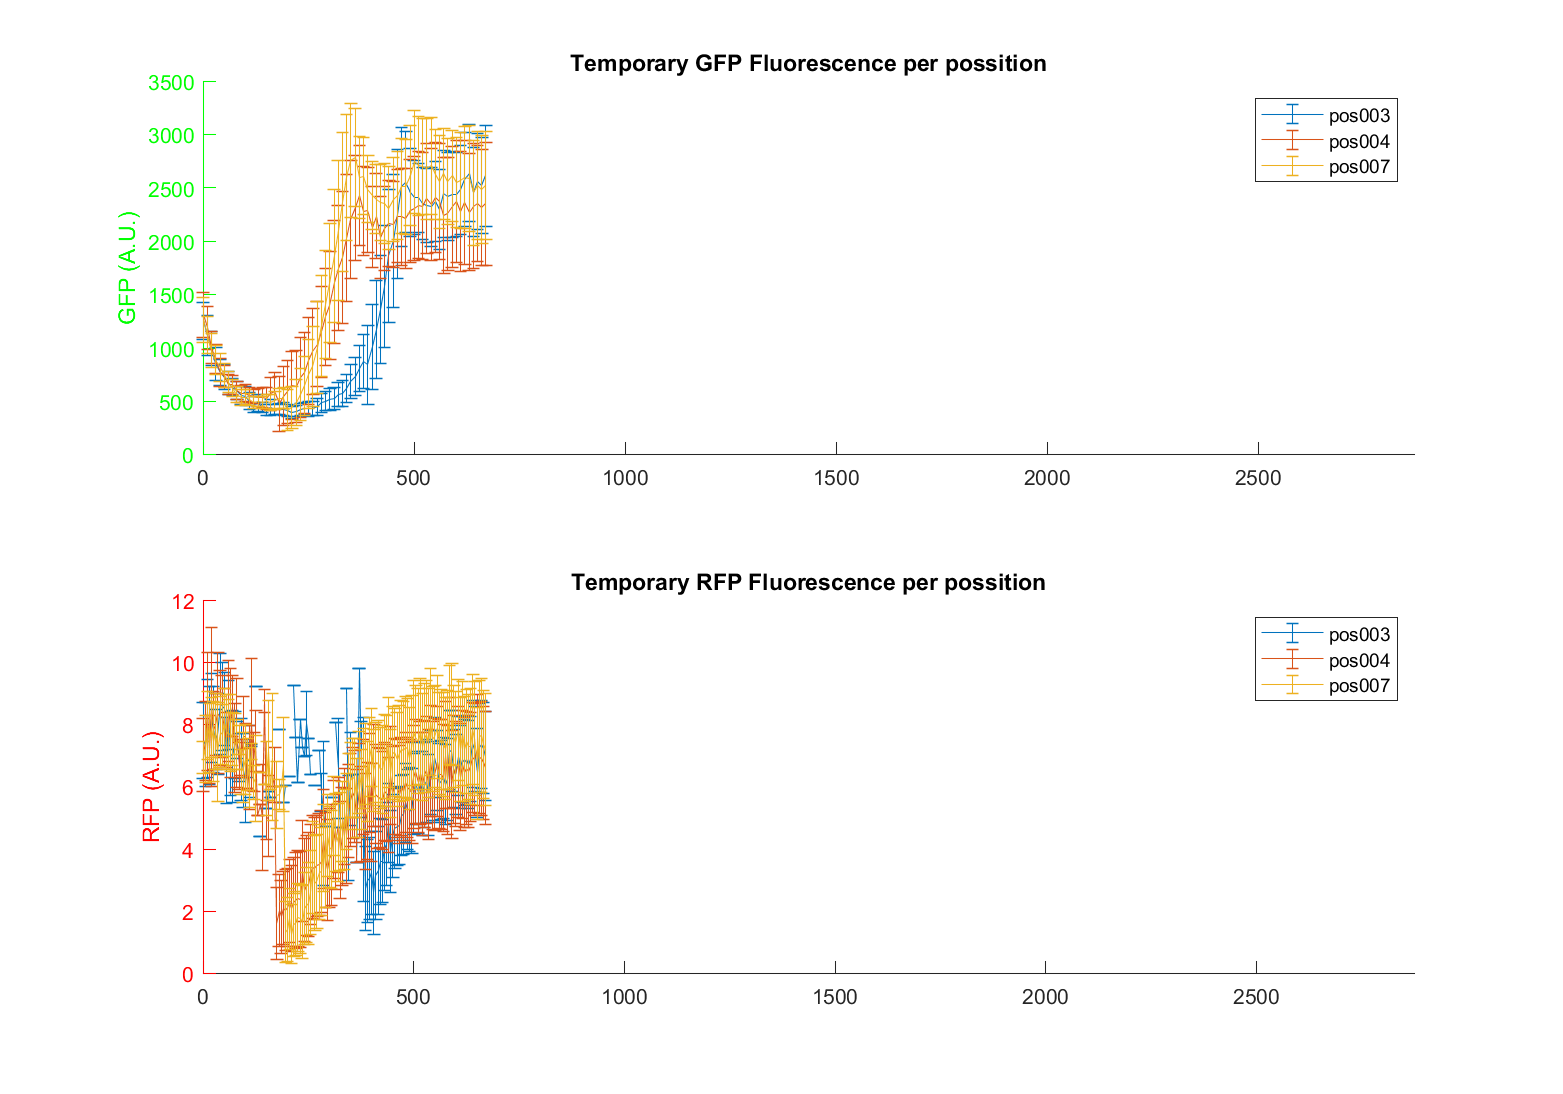 Temporary GFP Fluorescence per possition
3500
3000
2500
2000
1500
1000
500
0
GFP (A.U.)
0 500 1000 1500 2000 2500
pos003
pos004
pos007
Temporary RFP Fluorescence per possition
12
10
8
6
4
2
0
RFP (A.U.)
0 500 1000 1500 2000 2500
pos003
pos004
pos007